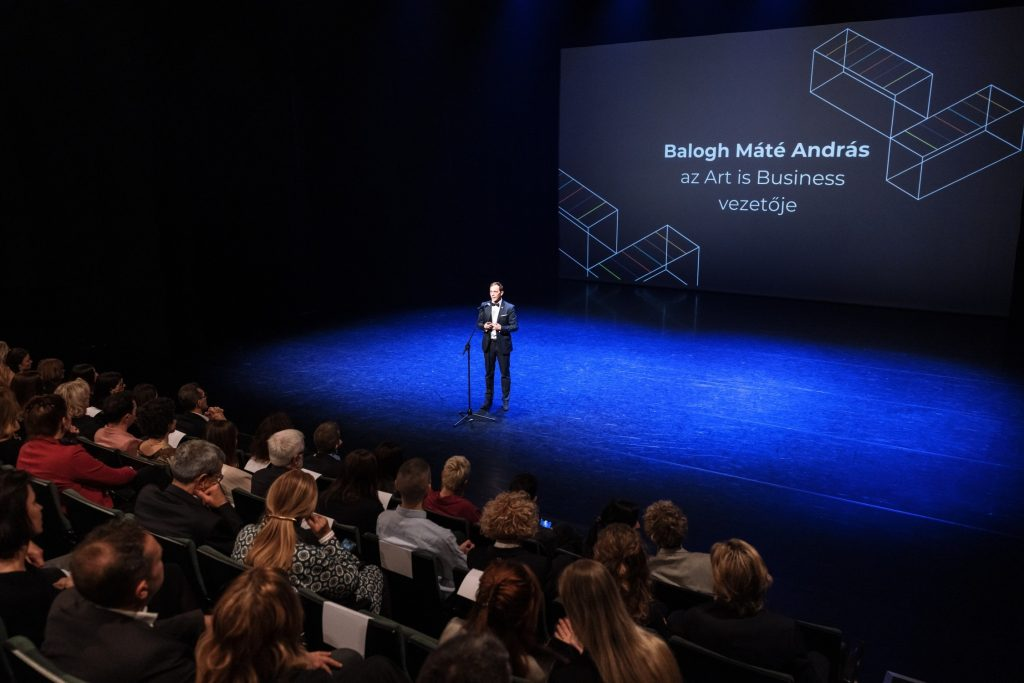 Balogh Máté András
az Art is Business
vezetője